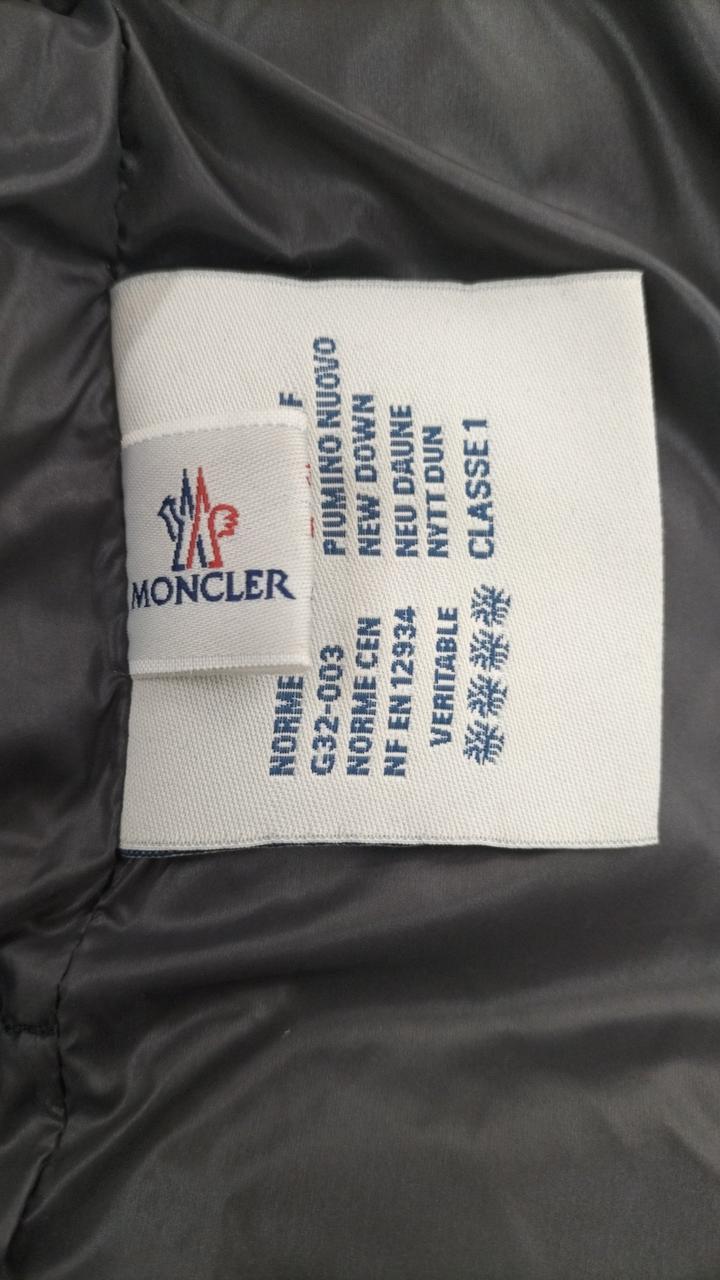 MONCLER
NORME F
G32-003 PIUMINO NUOVO
NORME CEN NEW DOWN
NF EN 12934 NEU DAUNE
NYTT DUN
VERITABLE
CLASSE 1